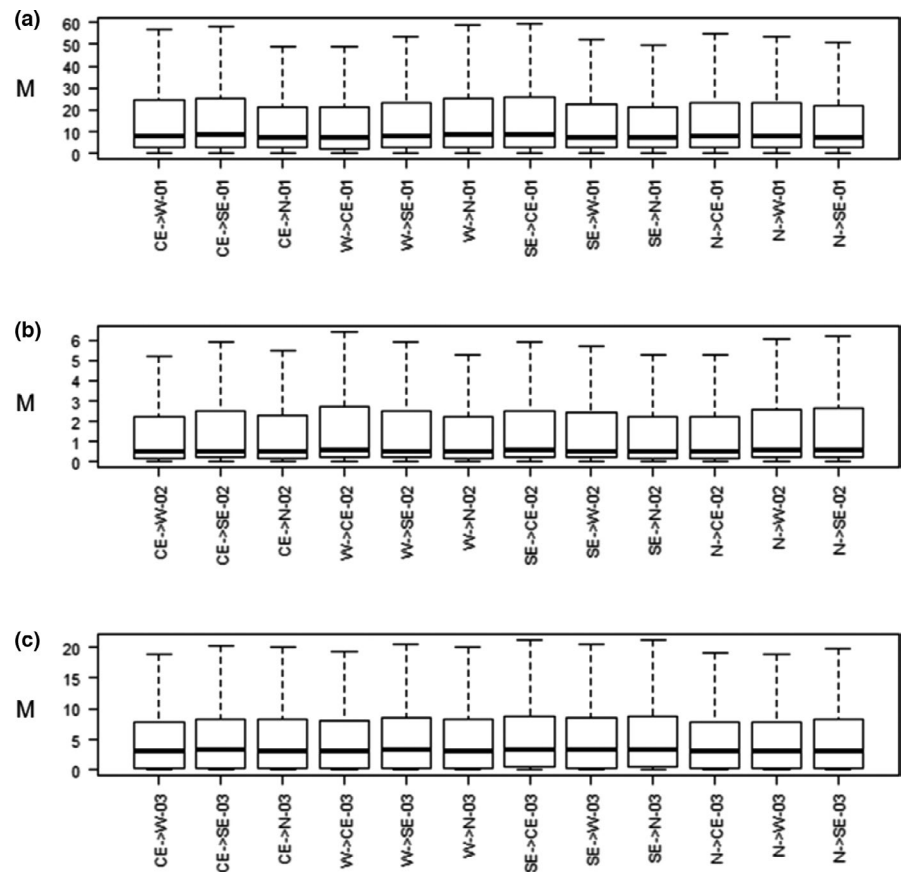 (a)
60
50
40
30
20
10
0
M
CE->W-01
CE->SE-01
CE->N-01
W->CE-01
W->SE-01
W->N-01
SE->CE-01
SE->W-01
SE->N-01
N->CE-01
N->W-01
N->SE-01
(b)
6
5
4
3
2
1
0
M
CE->W-02
CE->SE-02
CE->N-02
W->CE-02
W->SE-02
W->N-02
SE->CE-02
SE->W-02
SE->N-02
N->CE-02
N->W-02
N->SE-02
(c)
20
15
10
5
0
M
CE->W-03
CE->SE-03
CE->N-03
W->CE-03
W->SE-03
W->N-03
SE->CE-03
SE->W-03
SE->N-03
N->CE-03
N->W-03
N->SE-03